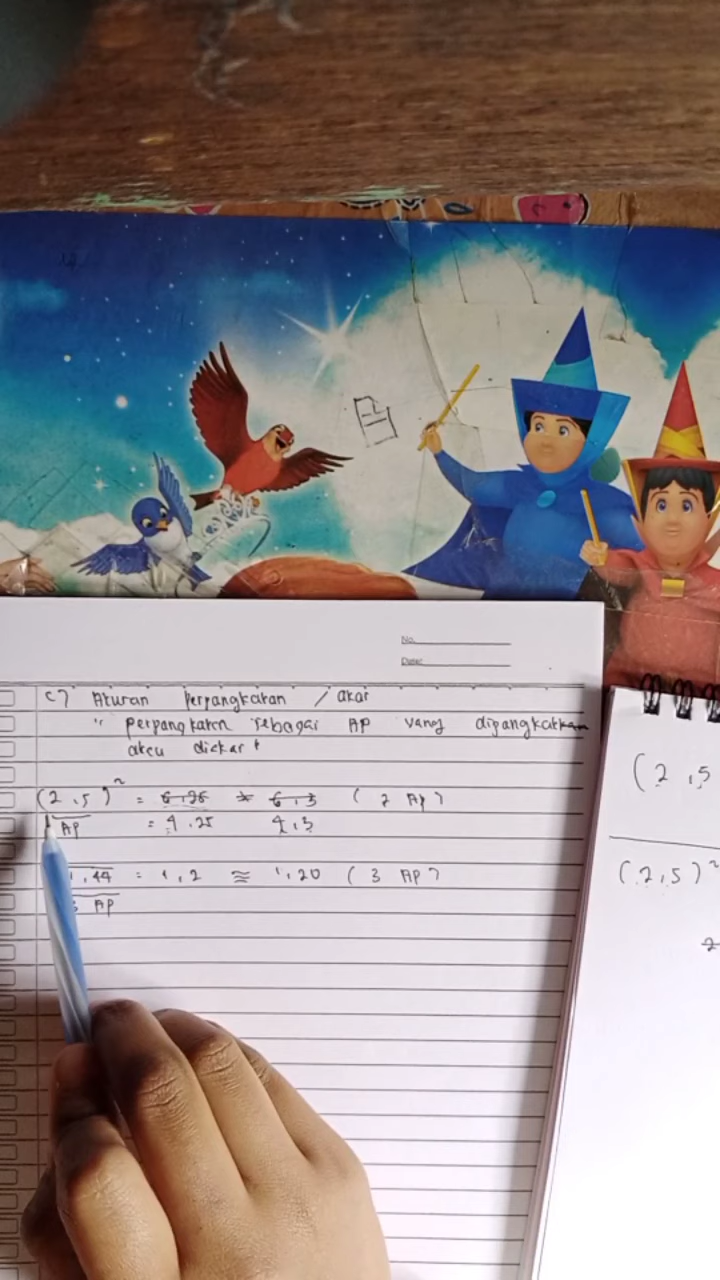 No.
Date:
C) Aturan Perpangkatan / akar
" perpangkatan sebagai AP yang dipangkatkan
atau diakar "
(2,5)² = 6,25 ≈ 6,3 ( 2 AP)
AP = 4.25 4,3
1,44 = 1,2 ≈ 1,20 ( 3 AP)
3 AP
(2,5
(2,5)²
2